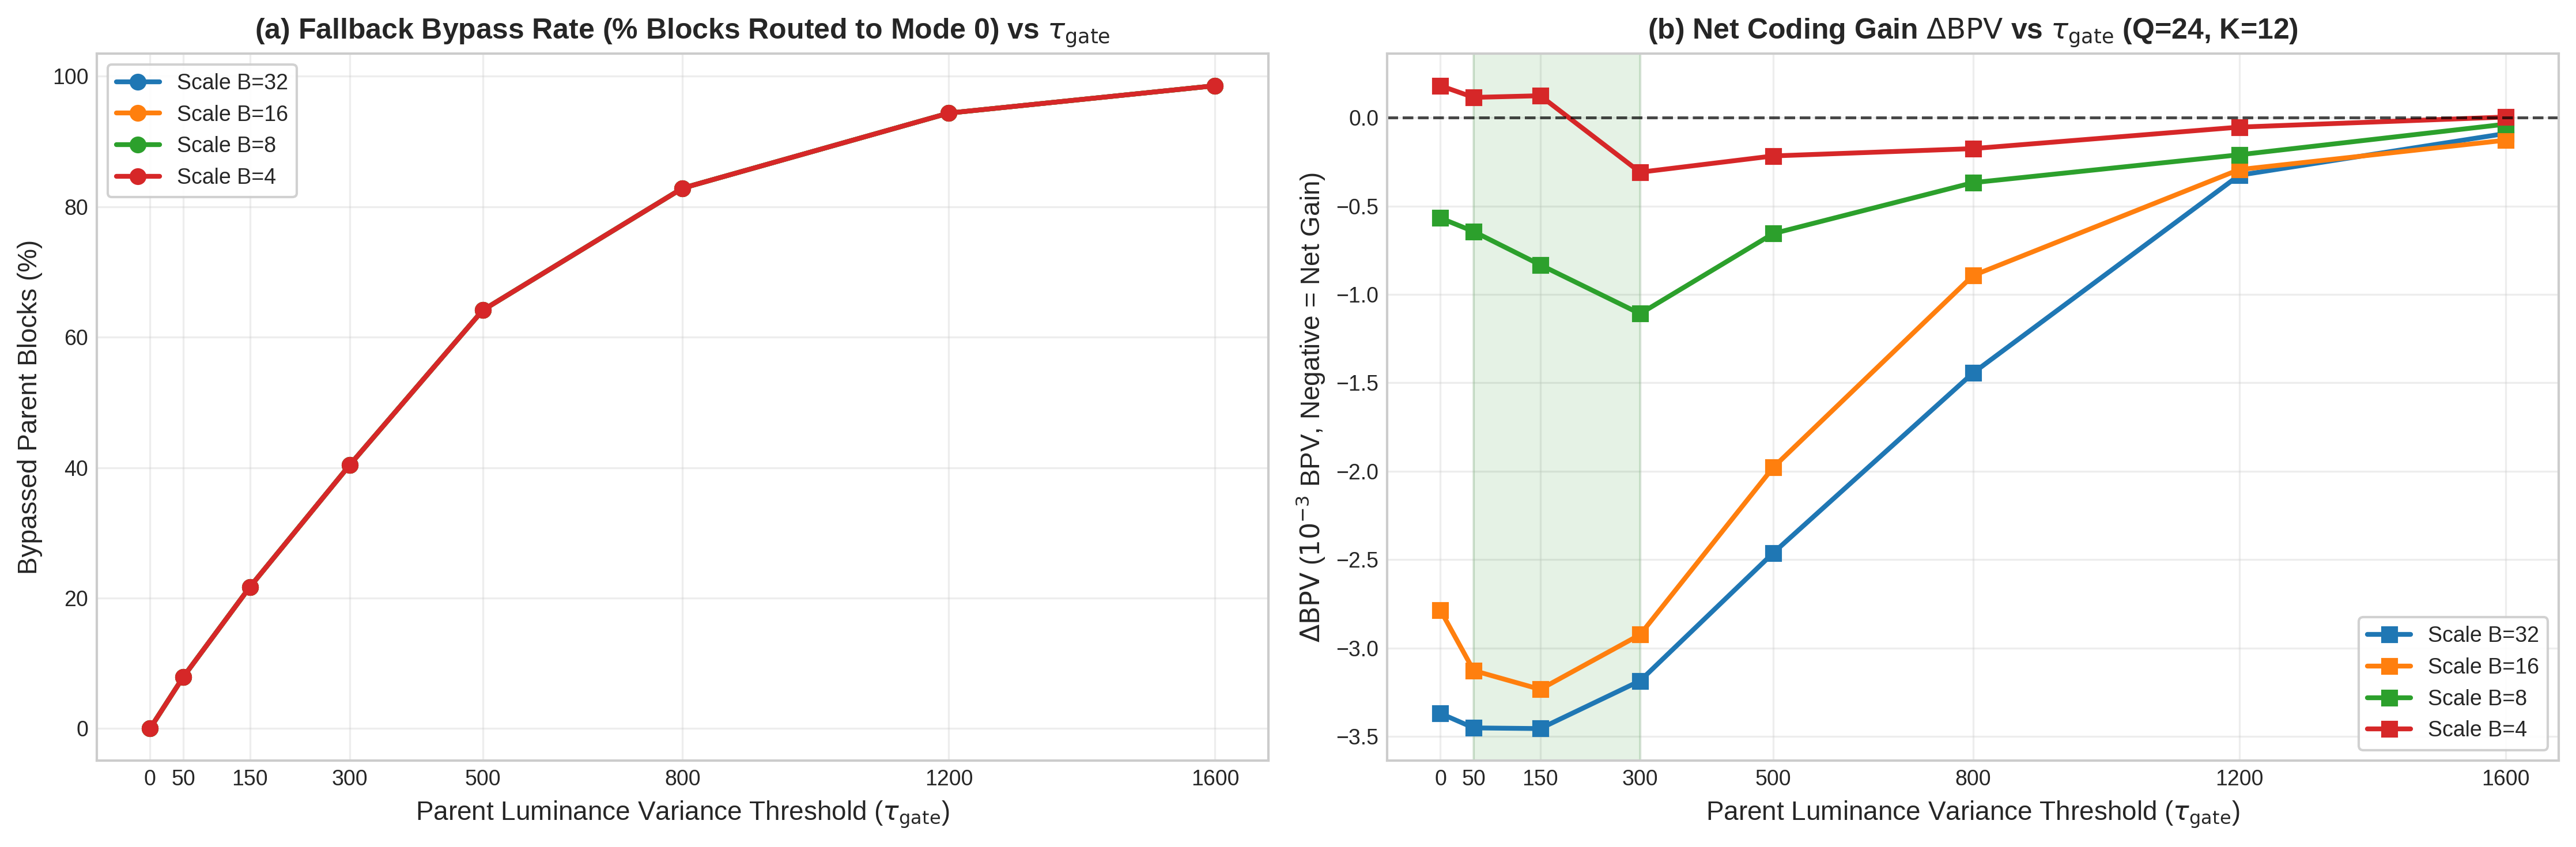 (a) Fallback Bypass Rate (% Blocks Routed to Mode 0) vs τgate
100
80
60
40
20
0
Bypassed Parent Blocks (%)
Scale B=32
Scale B=16
Scale B=8
Scale B=4
0 50 150 300 500 800 1200 1600
Parent Luminance Variance Threshold (τgate)
(b) Net Coding Gain ΔBPV vs τgate (Q=24, K=12)
0.0
−0.5
−1.0
−1.5
−2.0
−2.5
−3.0
−3.5
ΔBPV (10⁻³ BPV, Negative = Net Gain)
Scale B=32
Scale B=16
Scale B=8
Scale B=4
0 50 150 300 500 800 1200 1600
Parent Luminance Variance Threshold (τgate)